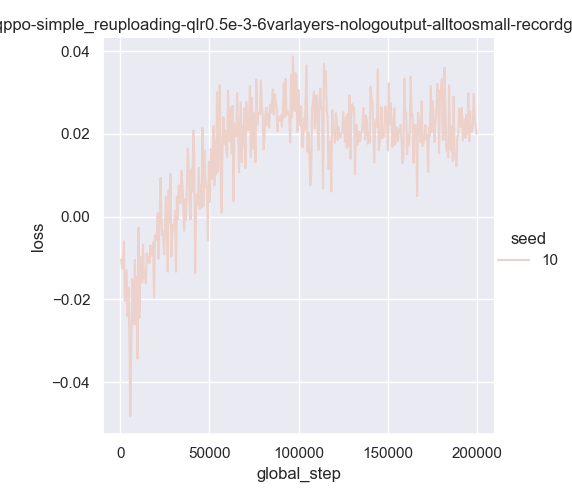 qppo-simple_reuploading-qlr0.5e-3-6varlayers-nologoutput-alltoosmall-recordg
0.04
0.02
0.00
−0.02
−0.04
loss
0
50000
100000
150000
200000
global_step
seed
10